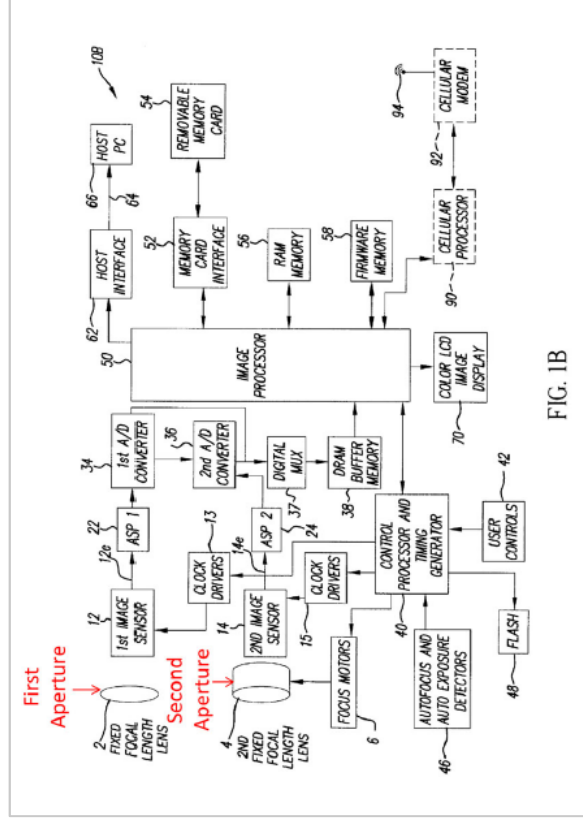 First
Aperture
2
FIXED
FOCAL
LENGTH
LENS
12
1st IMAGE
SENSOR
12e
22
ASP 1
34
1st A/D
CONVERTER
36
2nd A/D
CONVERTER
Second
Aperture
4
2ND
FIXED
FOCAL
LENGTH
LENS
13
CLOCK
DRIVERS
14
2ND IMAGE
SENSOR
14e
ASP 2
24
15
CLOCK
DRIVERS
DIGITAL
MUX
37
DRAM
BUFFER
MEMORY
38
FOCUS MOTORS
6
40
CONTROL
PROCESSOR AND
TIMING
GENERATOR
46
AUTOFOCUS AND
AUTO EXPOSURE
DETECTORS
48
FLASH
USER
CONTROLS
42
50
IMAGE
PROCESSOR
62
HOST
INTERFACE
64
66
HOST
PC
10B
52
MEMORY
CARD
INTERFACE
54
REMOVABLE
MEMORY
CARD
56
RAM
MEMORY
58
FIRMWARE
MEMORY
70
COLOR LCD
IMAGE
DISPLAY
90
CELLULAR
PROCESSOR
92
CELLULAR
MODEM
94
FIG. 1B